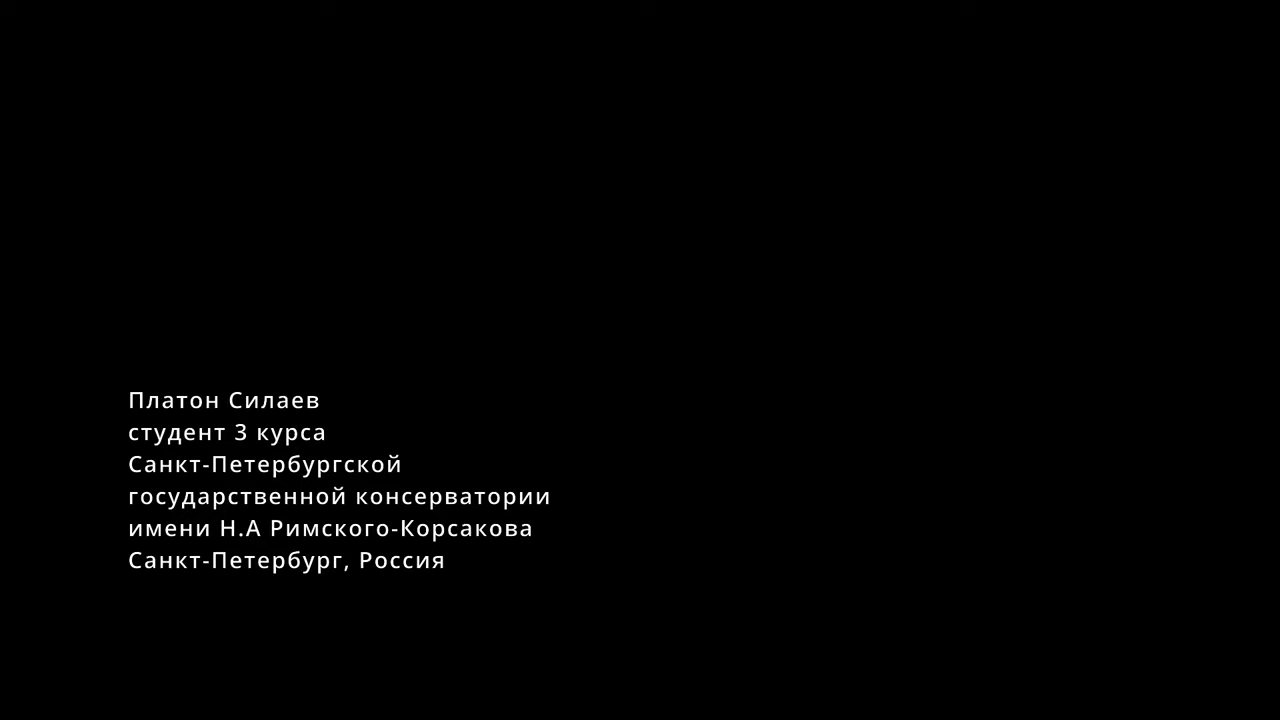 Платон Силаев
студент 3 курса
Санкт-Петербургской
государственной консерватории
имени Н.А Римского-Корсакова
Санкт-Петербург, Россия